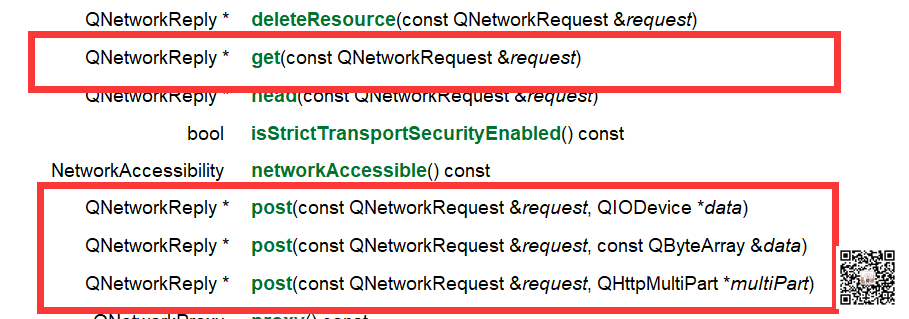 QNetworkReply * deleteResource(const QNetworkRequest &request)
QNetworkReply * get(const QNetworkRequest &request)
QNetworkReply * head(const QNetworkRequest &request)
bool isStrictTransportSecurityEnabled() const
NetworkAccessibility networkAccessible() const
QNetworkReply * post(const QNetworkRequest &request, QIODevice *data)
QNetworkReply * post(const QNetworkRequest &request, const QByteArray &data)
QNetworkReply * post(const QNetworkRequest &request, QHttpMultiPart *multiPart)
QNetworkProxy proxy() const